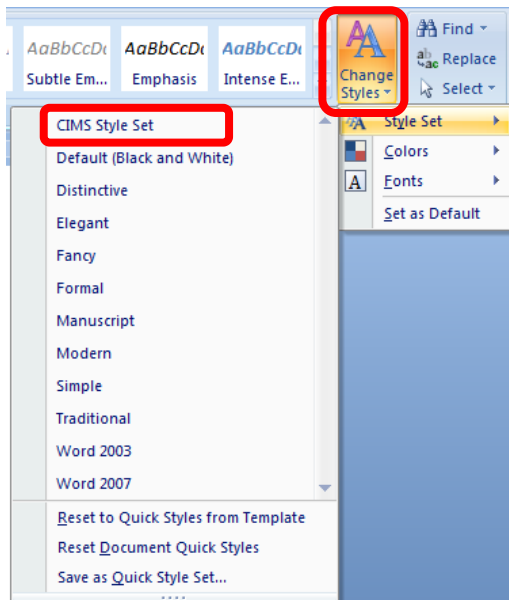 AaBbCcDc AaBbCcDc AaBbCcDc
Subtle Em... Emphasis Intense E...
Change
Styles
Find
Replace
Select
Style Set
Colors
Fonts
Set as Default
CIMS Style Set
Default (Black and White)
Distinctive
Elegant
Fancy
Formal
Manuscript
Modern
Simple
Traditional
Word 2003
Word 2007
Reset to Quick Styles from Template
Reset Document Quick Styles
Save as Quick Style Set...